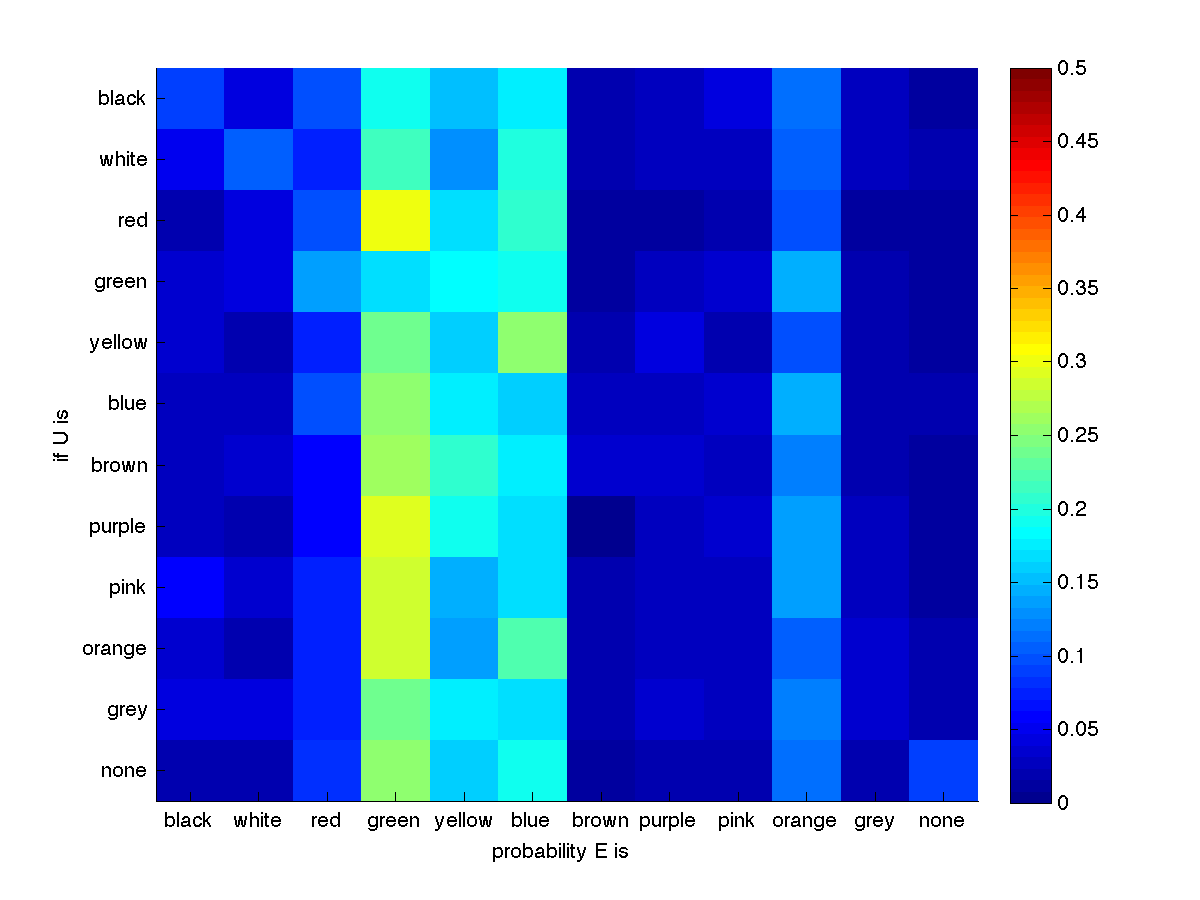 black
white
red
green
yellow
blue
brown
purple
pink
orange
grey
none
if U is
black white red green yellow blue brown purple pink orange grey none
probability E is
0.5
0.45
0.4
0.35
0.3
0.25
0.2
0.15
0.1
0.05
0